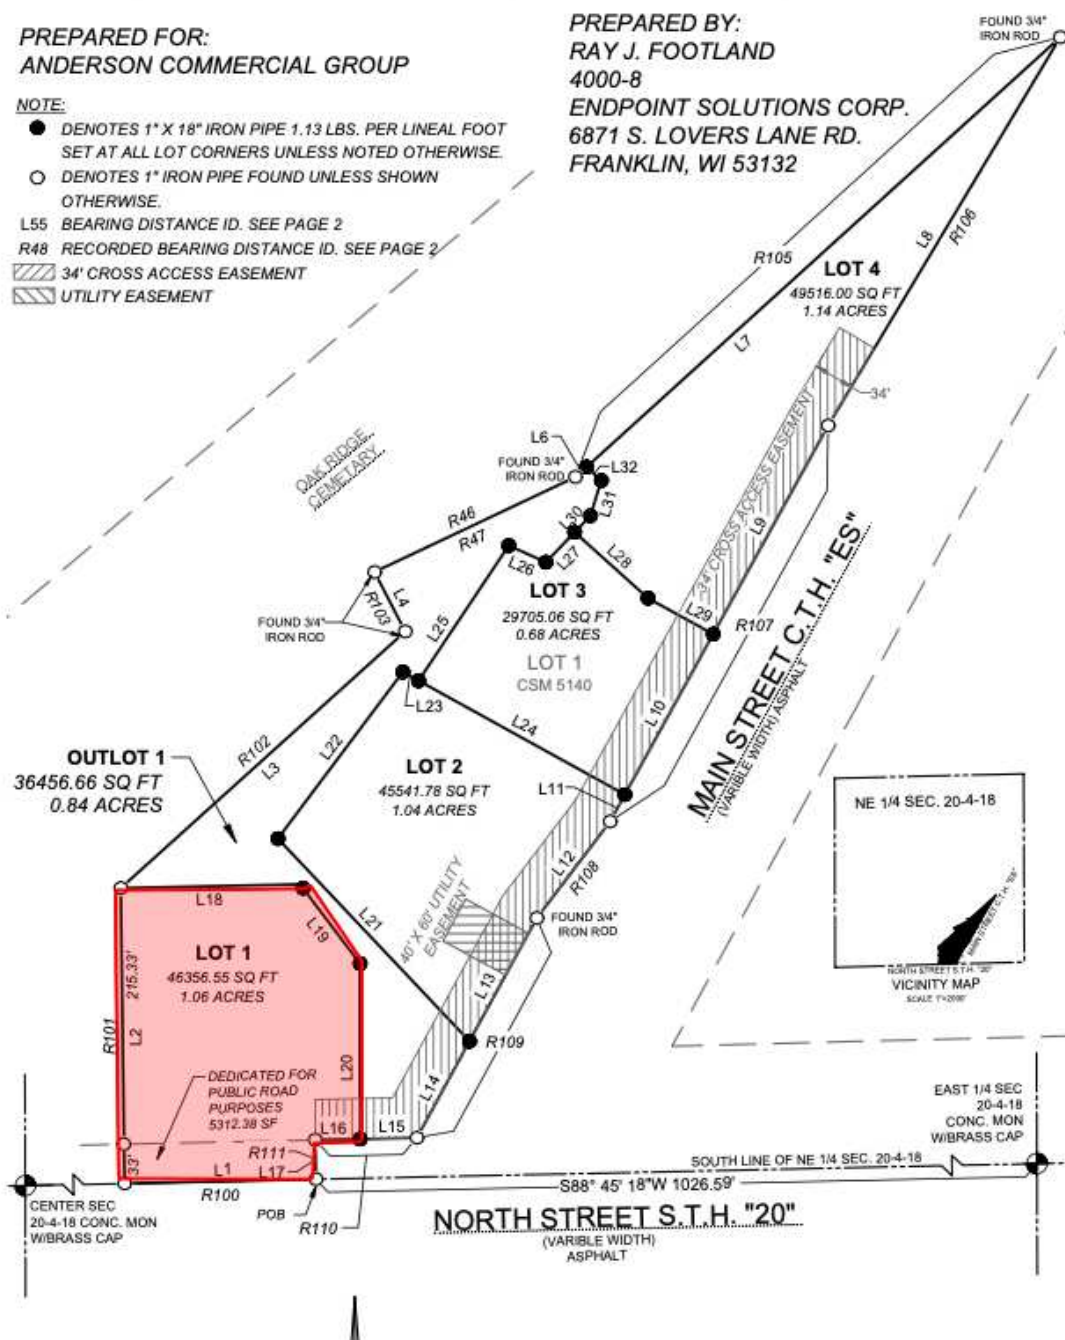 PREPARED FOR:
ANDERSON COMMERCIAL GROUP
PREPARED BY:
RAY J. FOOTLAND
4000-8
ENDPOINT SOLUTIONS CORP.
6871 S. LOVERS LANE RD.
FRANKLIN, WI 53132
NOTE:
DENOTES 1" X 18" IRON PIPE 1.13 LBS. PER LINEAL FOOT
SET AT ALL LOT CORNERS UNLESS NOTED OTHERWISE.
DENOTES 1" IRON PIPE FOUND UNLESS SHOWN
OTHERWISE.
L55 BEARING DISTANCE ID. SEE PAGE 2
R48 RECORDED BEARING DISTANCE ID. SEE PAGE 2
34' CROSS ACCESS EASEMENT
UTILITY EASEMENT
FOUND 3/4"
IRON ROD
R105
L8
R106
LOT 4
49516.00 SQ FT
1.14 ACRES
L7
34'
L6
FOUND 3/4"
IRON ROD
L32
L31
L30
OAK RIDGE
CEMETARY
R46
R47
34' CROSS ACCESS EASEMENT
L9
L26
L27
L28
L29
R107
L4
R103
FOUND 3/4"
IRON ROD
L25
LOT 3
29705.06 SQ FT
0.68 ACRES
LOT 1
CSM 5140
L23
L24
L10
MAIN STREET C.T.H. "ES"
(VARIBLE WIDTH) ASPHALT
R102
L3
L22
OUTLOT 1
36456.66 SQ FT
0.84 ACRES
LOT 2
45541.78 SQ FT
1.04 ACRES
L11
L12
R108
40' X 60' UTILITY
EASEMENT
FOUND 3/4"
IRON ROD
NE 1/4 SEC. 20-4-18
MAIN STREET C.T.H. "ES"
NORTH STREET S.T.H. "20"
VICINITY MAP
SCALE 1"=2000'
L18
L19
L21
LOT 1
46356.55 SQ FT
1.06 ACRES
215.33'
R101
L2
L13
R109
L20
L14
DEDICATED FOR
PUBLIC ROAD
PURPOSES
5312.38 SF
L16
L15
R111
L17
33'
L1
R100
EAST 1/4 SEC
20-4-18
CONC. MON
W/BRASS CAP
SOUTH LINE OF NE 1/4 SEC. 20-4-18
S88° 45' 18"W 1026.59'
CENTER SEC
20-4-18 CONC. MON
W/BRASS CAP
POB
R110
NORTH STREET S.T.H. "20"
(VARIBLE WIDTH)
ASPHALT